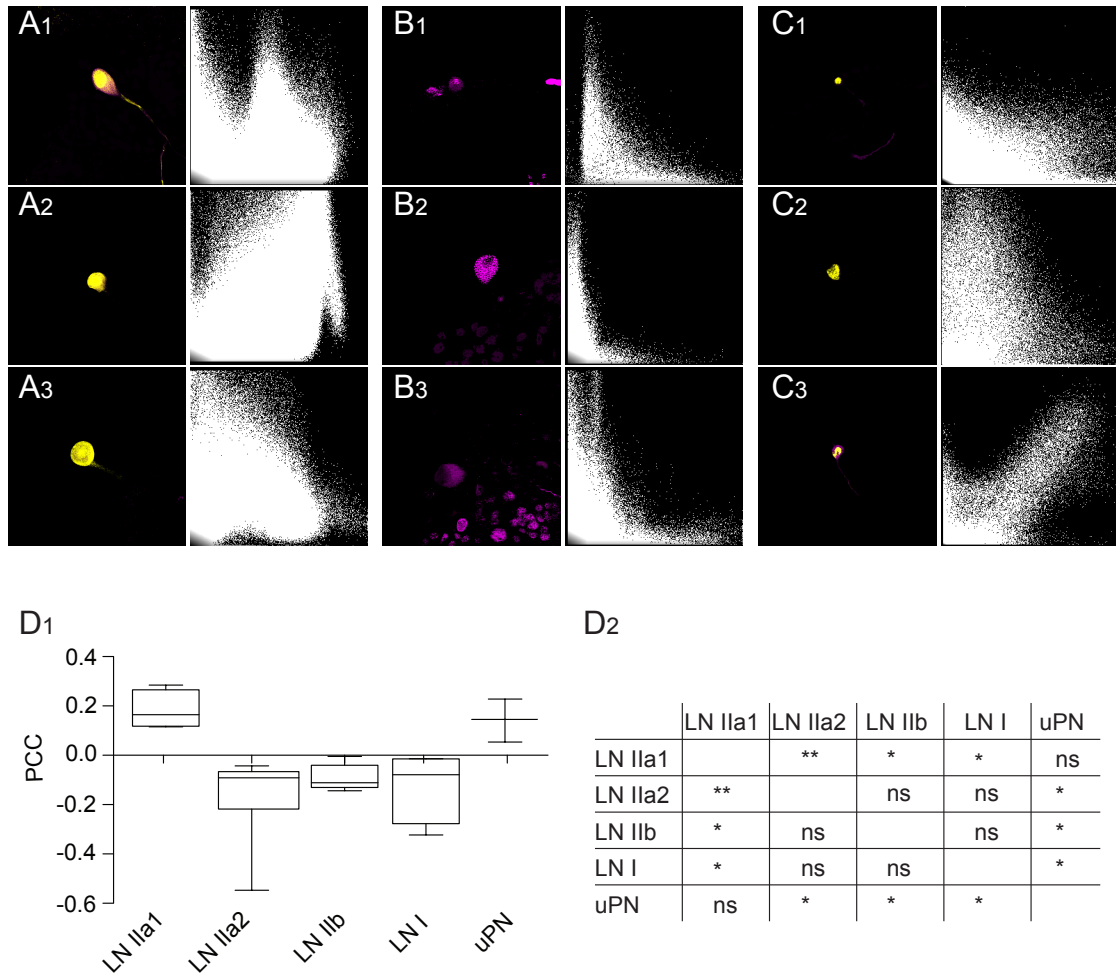 A1
B1
C1
A2
B2
C2
A3
B3
C3
D1
D2
0.4
0.2
0.0
-0.2
-0.4
-0.6
PCC
LN IIa1
LN IIa2
LN IIb
LN I
uPN
LN IIa1 LN IIa2 LN IIb LN I uPN
LN IIa1 ** * * ns
LN IIa2 ** ns ns *
LN IIb * ns ns *
LN I * ns ns *
uPN ns * * *